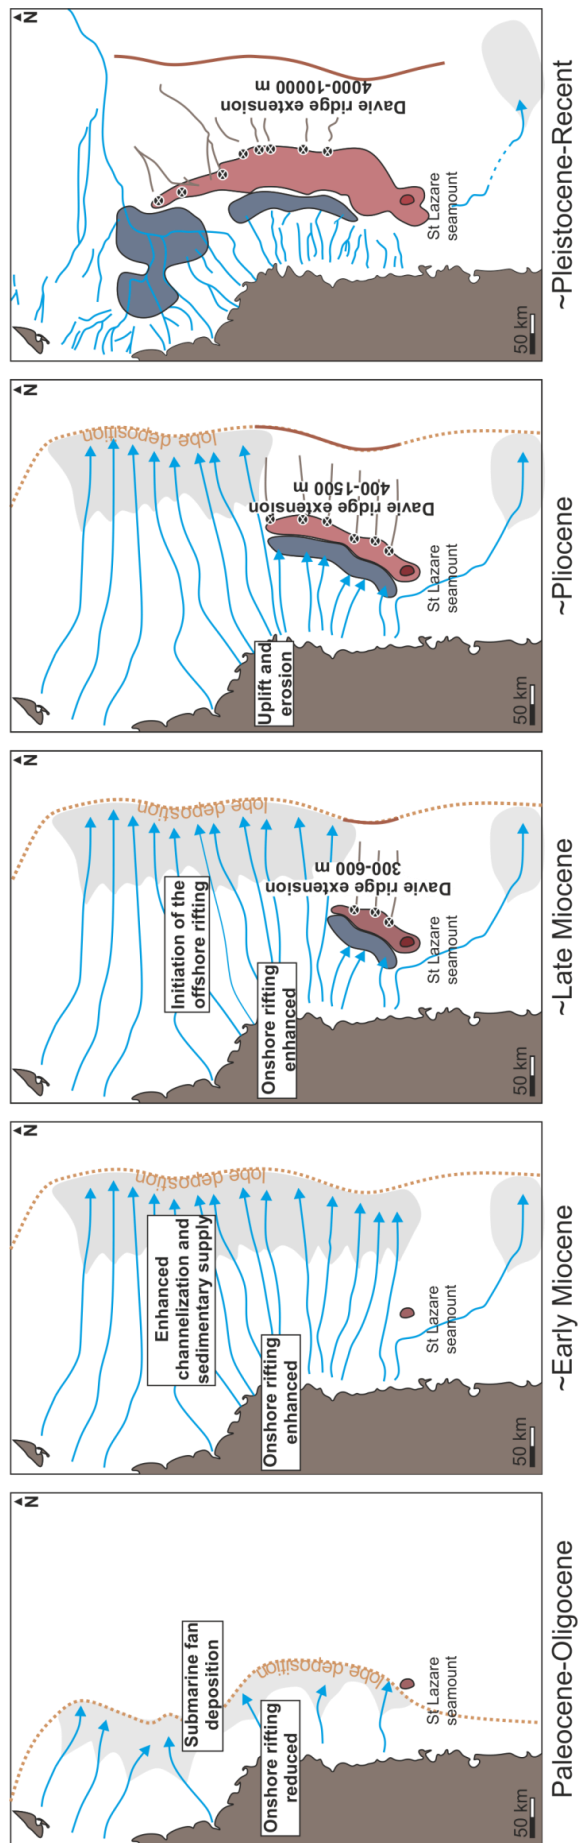 N
Submarine fan
deposition
Onshore rifting
reduced
lobe deposition
St Lazare
seamount
Paleocene-Oligocene
N
Enhanced
channelization and
sedimentary supply
Onshore rifting
enhanced
lobe deposition
St Lazare
seamount
50 km
~Early Miocene
N
Initiation of the
offshore rifting
Onshore rifting
enhanced
lobe deposition
Davie ridge extension
300-600 m
St Lazare
seamount
50 km
~Late Miocene
N
lobe deposition
Uplift and
erosion
Davie ridge extension
400-1500 m
St Lazare
seamount
50 km
~Pliocene
N
Davie ridge extension
4000-10000 m
St Lazare
seamount
50 km
~Pleistocene-Recent